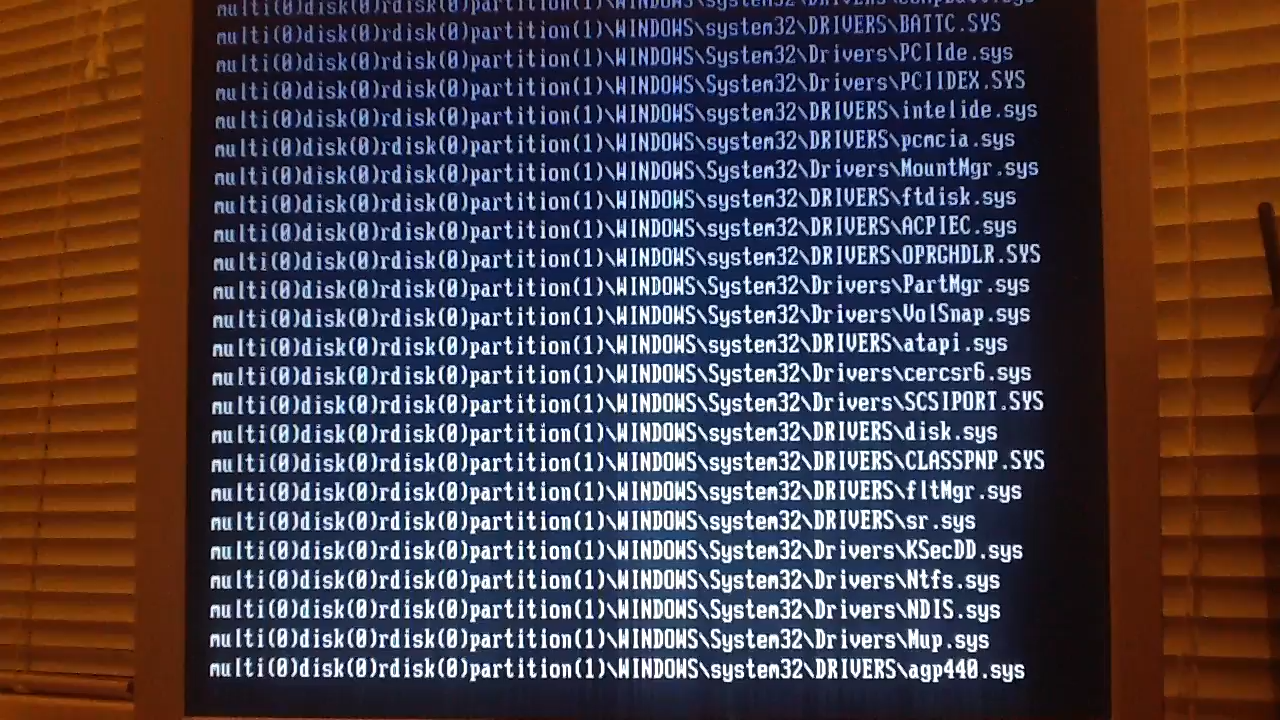 multi(0)disk(0)rdisk(0)partition(1)\WINDOWS\system32\DRIVERS\BATTC.SYS
multi(0)disk(0)rdisk(0)partition(1)\WINDOWS\System32\Drivers\PCIIde.sys
multi(0)disk(0)rdisk(0)partition(1)\WINDOWS\System32\Drivers\PCIIDEX.SYS
multi(0)disk(0)rdisk(0)partition(1)\WINDOWS\system32\DRIVERS\intelide.sys
multi(0)disk(0)rdisk(0)partition(1)\WINDOWS\system32\DRIVERS\pcmcia.sys
multi(0)disk(0)rdisk(0)partition(1)\WINDOWS\System32\Drivers\MountMgr.sys
multi(0)disk(0)rdisk(0)partition(1)\WINDOWS\system32\DRIVERS\ftdisk.sys
multi(0)disk(0)rdisk(0)partition(1)\WINDOWS\system32\DRIVERS\ACPIEC.sys
multi(0)disk(0)rdisk(0)partition(1)\WINDOWS\system32\DRIVERS\OPRGHDLR.SYS
multi(0)disk(0)rdisk(0)partition(1)\WINDOWS\System32\Drivers\PartMgr.sys
multi(0)disk(0)rdisk(0)partition(1)\WINDOWS\System32\Drivers\VolSnap.sys
multi(0)disk(0)rdisk(0)partition(1)\WINDOWS\system32\DRIVERS\atapi.sys
multi(0)disk(0)rdisk(0)partition(1)\WINDOWS\System32\Drivers\cercsr6.sys
multi(0)disk(0)rdisk(0)partition(1)\WINDOWS\System32\Drivers\SCSIPORT.SYS
multi(0)disk(0)rdisk(0)partition(1)\WINDOWS\system32\DRIVERS\disk.sys
multi(0)disk(0)rdisk(0)partition(1)\WINDOWS\system32\DRIVERS\CLASSPNP.SYS
multi(0)disk(0)rdisk(0)partition(1)\WINDOWS\system32\DRIVERS\fltMgr.sys
multi(0)disk(0)rdisk(0)partition(1)\WINDOWS\system32\DRIVERS\sr.sys
multi(0)disk(0)rdisk(0)partition(1)\WINDOWS\System32\Drivers\KSecDD.sys
multi(0)disk(0)rdisk(0)partition(1)\WINDOWS\System32\Drivers\Ntfs.sys
multi(0)disk(0)rdisk(0)partition(1)\WINDOWS\System32\Drivers\NDIS.sys
multi(0)disk(0)rdisk(0)partition(1)\WINDOWS\System32\Drivers\Mup.sys
multi(0)disk(0)rdisk(0)partition(1)\WINDOWS\system32\DRIVERS\agp440.sys